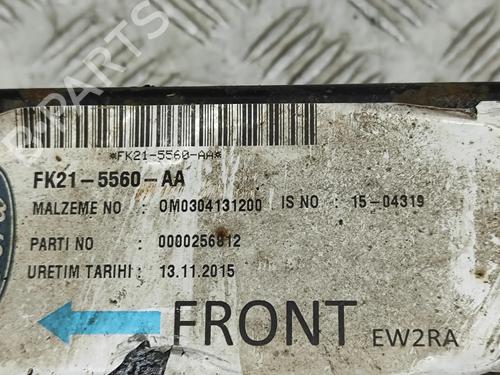 *FK21-5560-AA*
FK21-5560-AA
MALZEME NO : OM0304131200 IS NO : 15-04319
PARTI NO : 0000256812
URETIM TARIHI : 13.11.2015
FRONT EW2RA